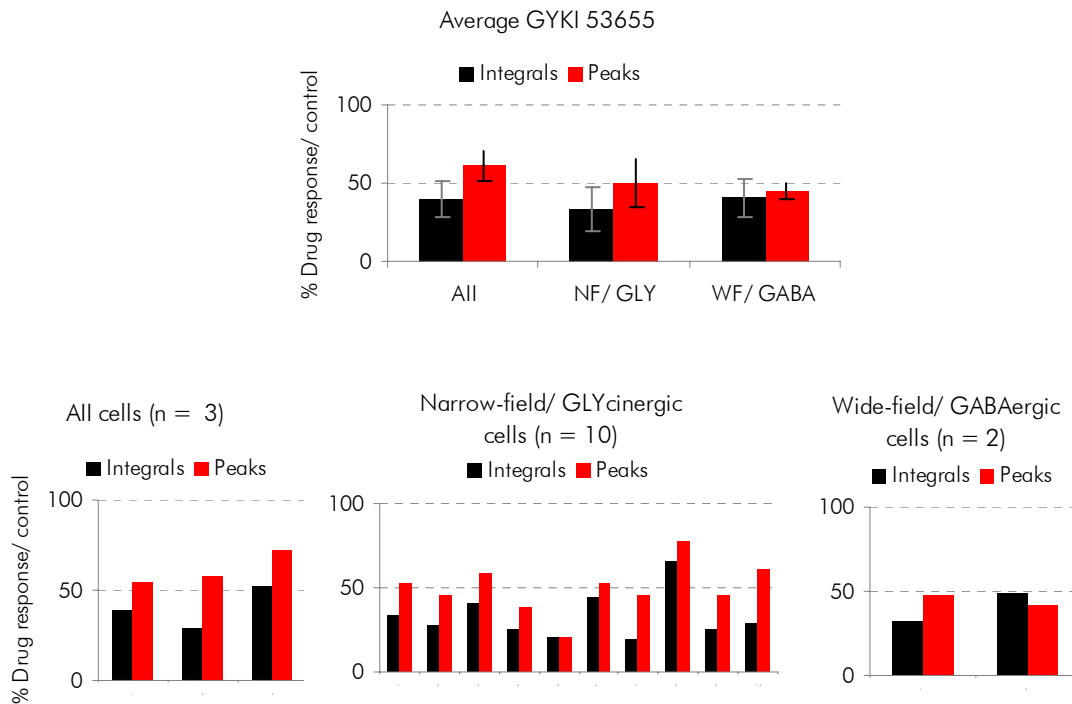 Average GYKI 53655
Integrals Peaks
% Drug response/ control
100
50
0
AII NF/ GLY WF/ GABA
AII cells (n = 3)
Integrals Peaks
% Drug response/ control
100
50
0
Narrow-field/ GLYcinergic
cells (n = 10)
Integrals Peaks
100
50
0
Wide-field/ GABAergic
cells (n = 2)
Integrals Peaks
100
50
0